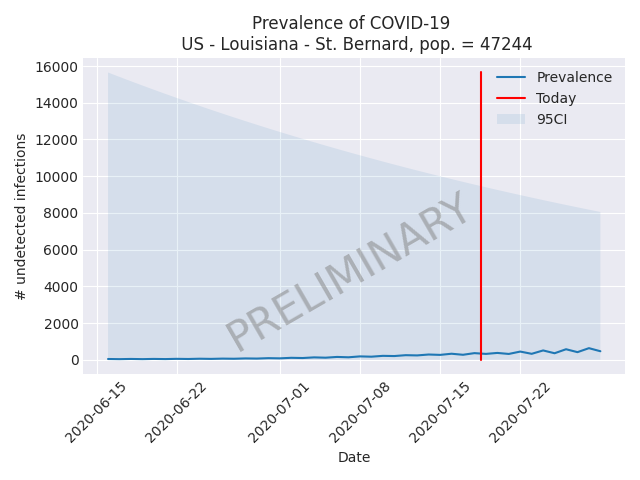 Prevalence of COVID-19
US - Louisiana - St. Bernard, pop. = 47244
16000
14000
12000
10000
8000
6000
4000
2000
0
# undetected infections
Prevalence
Today
95CI
PRELIMINARY
2020-06-15
2020-06-22
2020-07-01
2020-07-08
2020-07-15
2020-07-22
Date